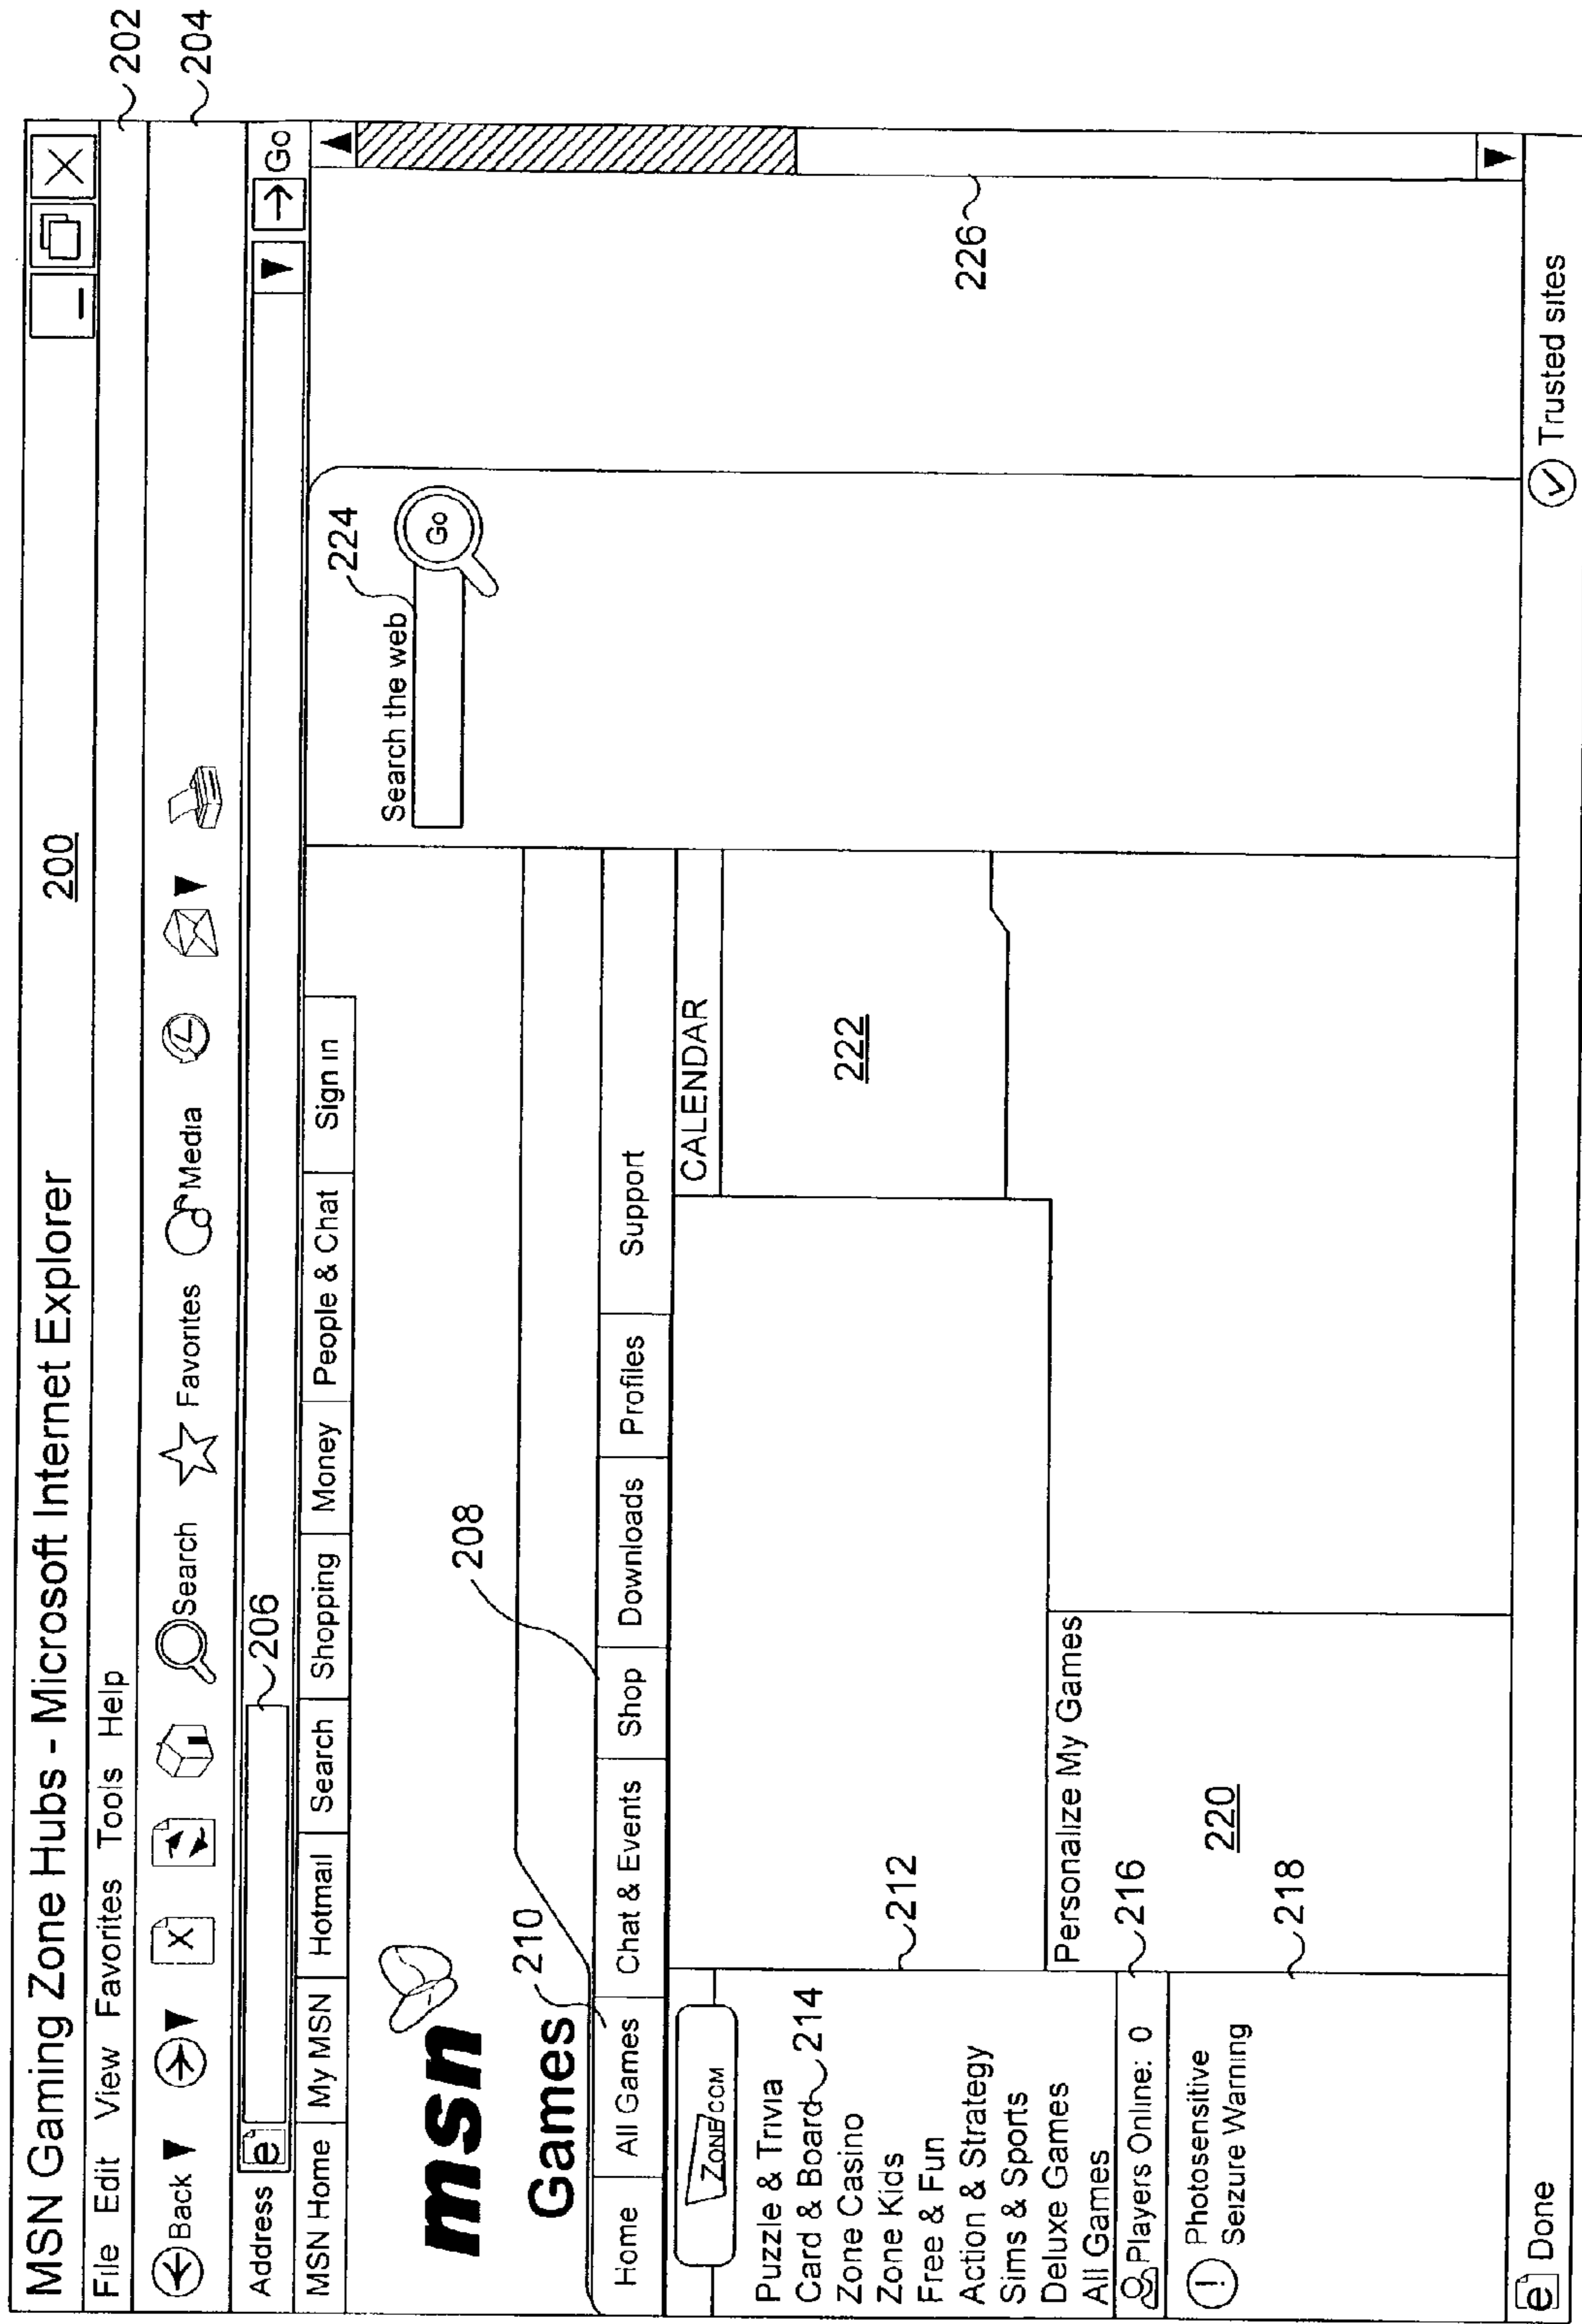 MSN Gaming Zone Hubs - Microsoft Internet Explorer
200
File Edit View Favorites Tools Help
202
Back X Search Favorites Media
204
Address e 206 Go
MSN Home My MSN Hotmail Search Shopping Money People & Chat Sign in
msn
Games
210
208
Search the web 224
Go
Home All Games Chat & Events Shop Downloads Profiles Support
ZONE COM
CALENDAR
222
Puzzle & Trivia
Card & Board 214
Zone Casino
Zone Kids
Free & Fun
Action & Strategy
Sims & Sports
Deluxe Games
All Games
212
226
Personalize My Games
Players Online: 0
216
Photosensitive
Seizure Warning
220
218
e Done
Trusted sites